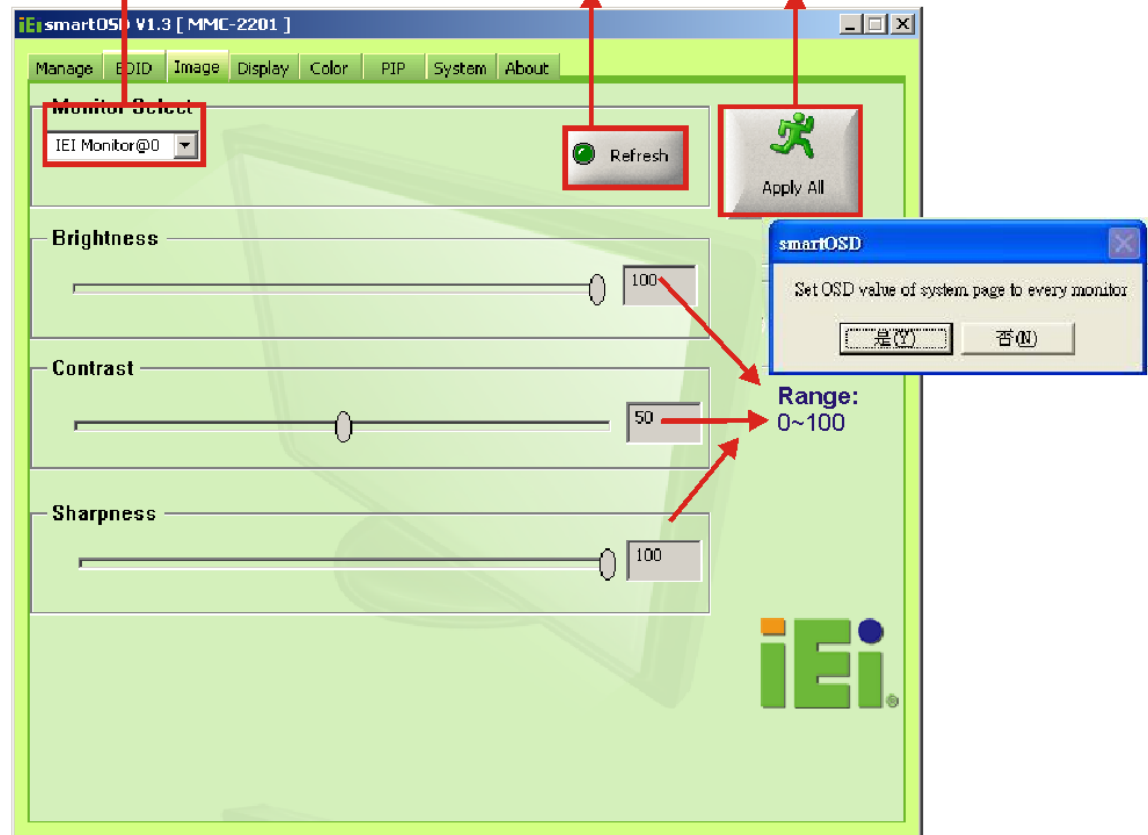 iEi smartOSD V1.3 [ MMC-2201 ]
Manage EDID Image Display Color PIP System About
Monitor Select
IEI Monitor@0
Refresh
Apply All
Brightness
100
smartOSD
Set OSD value of system page to every monitor
是(Y) 否(N)
Contrast
50
Range:
0~100
Sharpness
100
iEi®